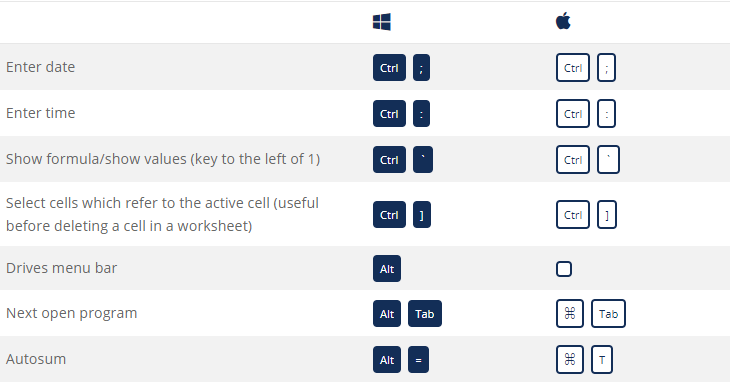 Enter date Ctrl ; Ctrl ;
Enter time Ctrl : Ctrl :
Show formula/show values (key to the left of 1) Ctrl ` Ctrl `
Select cells which refer to the active cell (useful
before deleting a cell in a worksheet) Ctrl ] Ctrl ]
Drives menu bar Alt
Next open program Alt Tab ⌘ Tab
Autosum Alt = ⌘ T